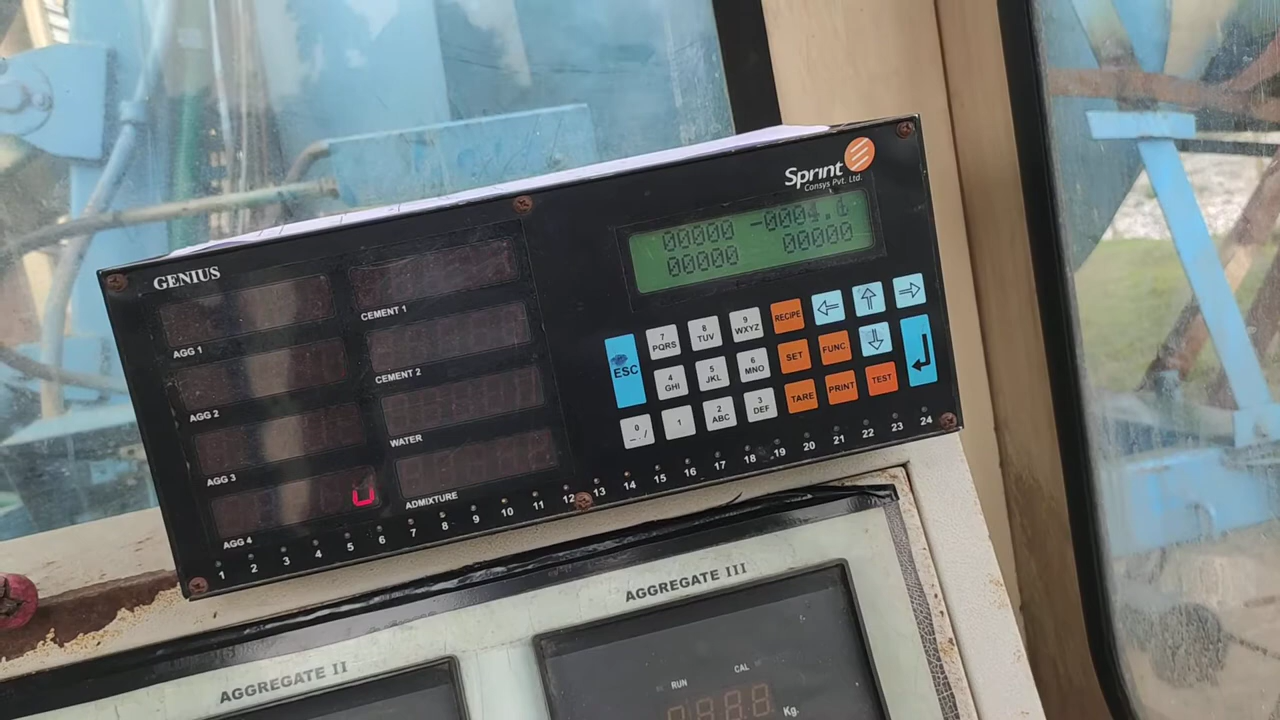 GENIUS
AGG 1
AGG 2
AGG 3
AGG 4
CEMENT 1
CEMENT 2
WATER
ADMIXTURE
Sprint
Consys Pvt. Ltd.
00000
00000 00000
7 8 9 RECIPE
PQRS TUV WXYZ
ESC
4 5 6 SET FUNC.
GHI JKL MNO
0 1 2 3 TARE PRINT TEST
_ . / ABC DEF
1 2 3 4 5 6 7 8 9 10 11 12 13 14 15 16 17 18 19 20 21 22 23 24
AGGREGATE II
AGGREGATE III
RUN CAL
Kg.